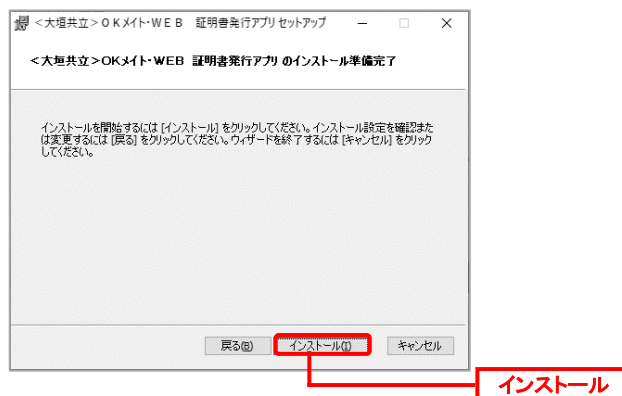 <大垣共立>OKメイト・WEB 証明書発行アプリ セットアップ
<大垣共立>OKメイト・WEB 証明書発行アプリ のインストール準備完了
インストールを開始するには [インストール] をクリックしてください。インストール設定を確認また
は変更するには [戻る] をクリックしてください。ウィザードを終了するには [キャンセル] をクリック
してください。
戻る(B) インストール(I) キャンセル
インストール